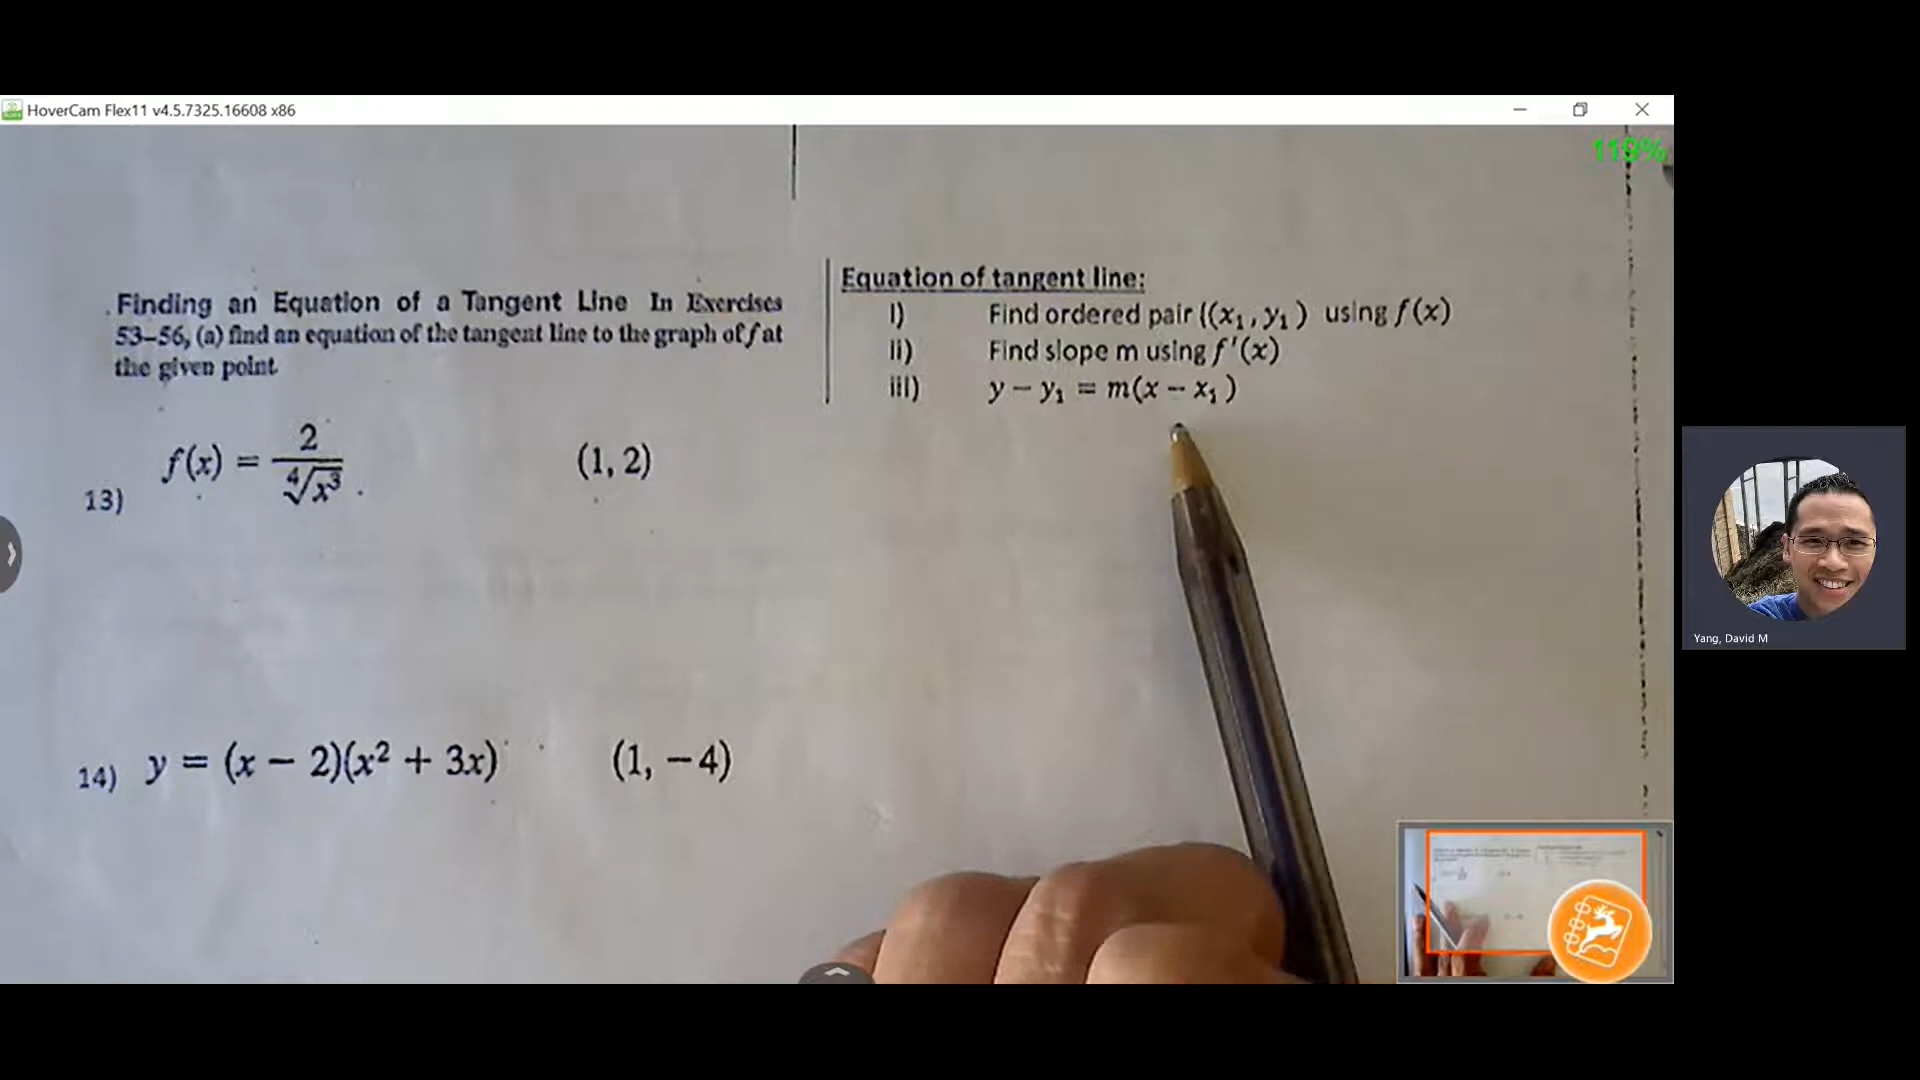 HoverCam Flex11 v4.5.7325.16608 x86
119%
Finding an Equation of a Tangent Line In Exercises
53–56, (a) find an equation of the tangent line to the graph of f at
the given point.
Equation of tangent line:
I) Find ordered pair ((x₁, y₁) using f(x)
II) Find slope m using f'(x)
III) y − y₁ = m(x − x₁)
13) f(x) = 2/⁴√x³ (1, 2)
14) y = (x − 2)(x² + 3x) (1, −4)
Yang, David M